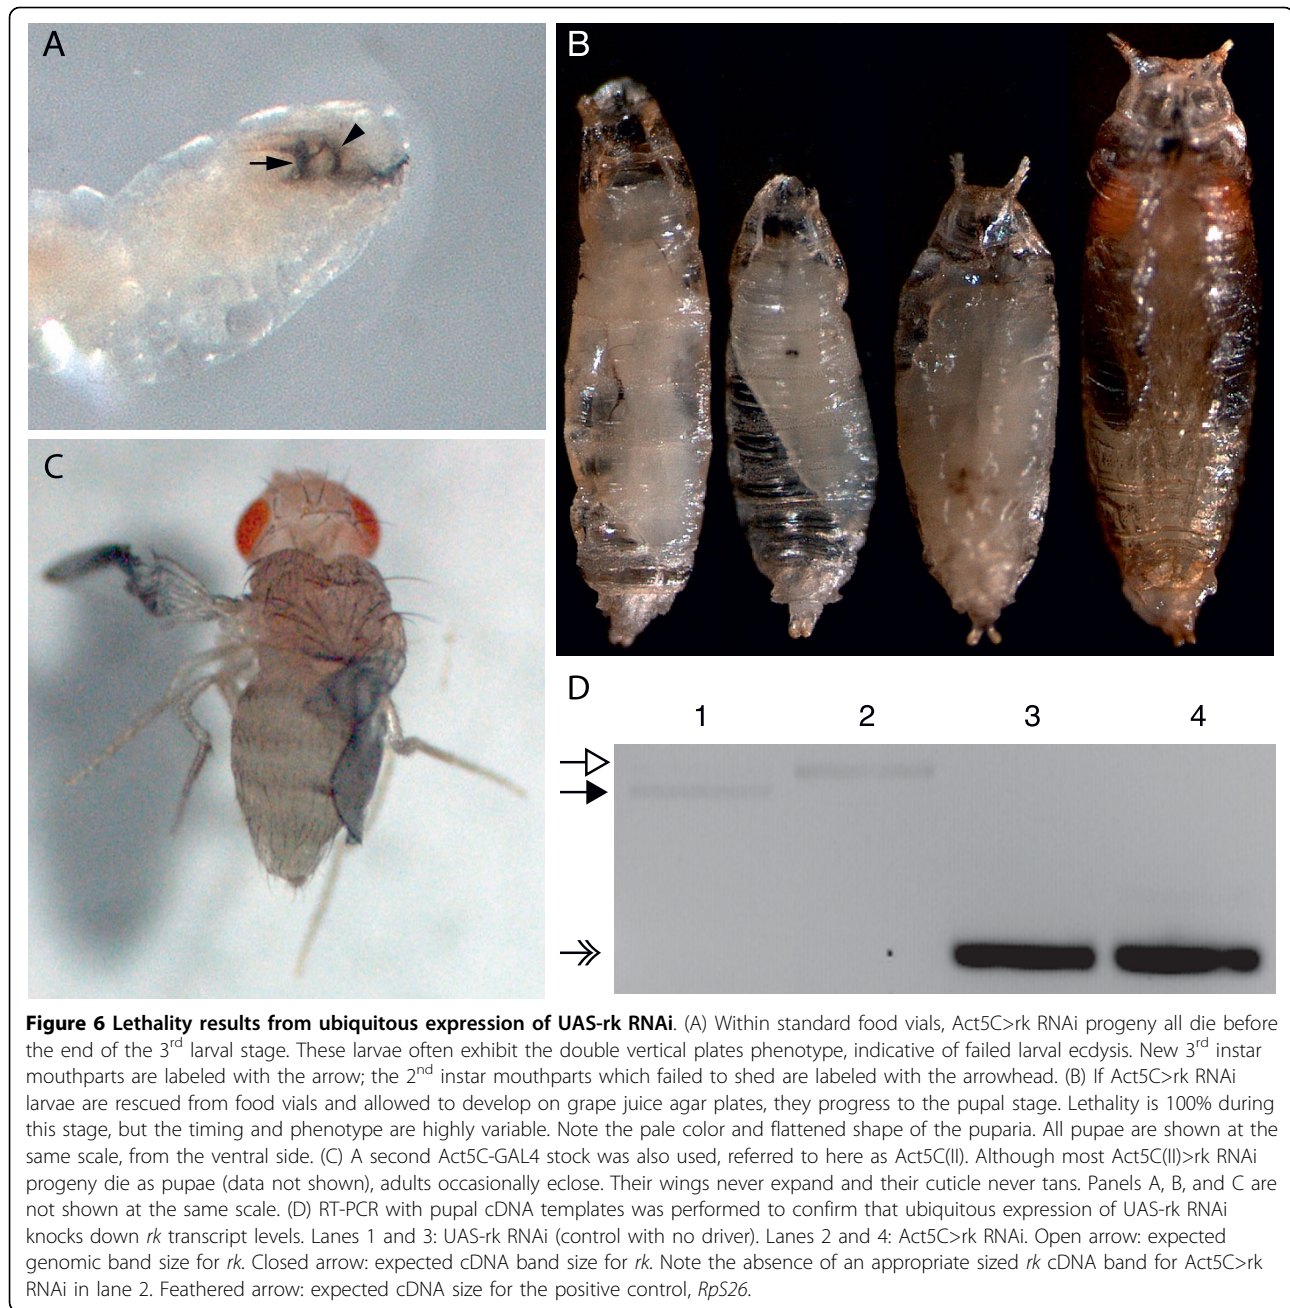 A
B
C
D
1 2 3 4
Figure 6 Lethality results from ubiquitous expression of UAS-rk RNAi. (A) Within standard food vials, Act5C>rk RNAi progeny all die before
the end of the 3rd larval stage. These larvae often exhibit the double vertical plates phenotype, indicative of failed larval ecdysis. New 3rd instar
mouthparts are labeled with the arrow; the 2nd instar mouthparts which failed to shed are labeled with the arrowhead. (B) If Act5C>rk RNAi
larvae are rescued from food vials and allowed to develop on grape juice agar plates, they progress to the pupal stage. Lethality is 100% during
this stage, but the timing and phenotype are highly variable. Note the pale color and flattened shape of the puparia. All pupae are shown at the
same scale, from the ventral side. (C) A second Act5C-GAL4 stock was also used, referred to here as Act5C(II). Although most Act5C(II)>rk RNAi
progeny die as pupae (data not shown), adults occasionally eclose. Their wings never expand and their cuticle never tans. Panels A, B, and C are
not shown at the same scale. (D) RT-PCR with pupal cDNA templates was performed to confirm that ubiquitous expression of UAS-rk RNAi
knocks down rk transcript levels. Lanes 1 and 3: UAS-rk RNAi (control with no driver). Lanes 2 and 4: Act5C>rk RNAi. Open arrow: expected
genomic band size for rk. Closed arrow: expected cDNA band size for rk. Note the absence of an appropriate sized rk cDNA band for Act5C>rk
RNAi in lane 2. Feathered arrow: expected cDNA size for the positive control, RpS26.